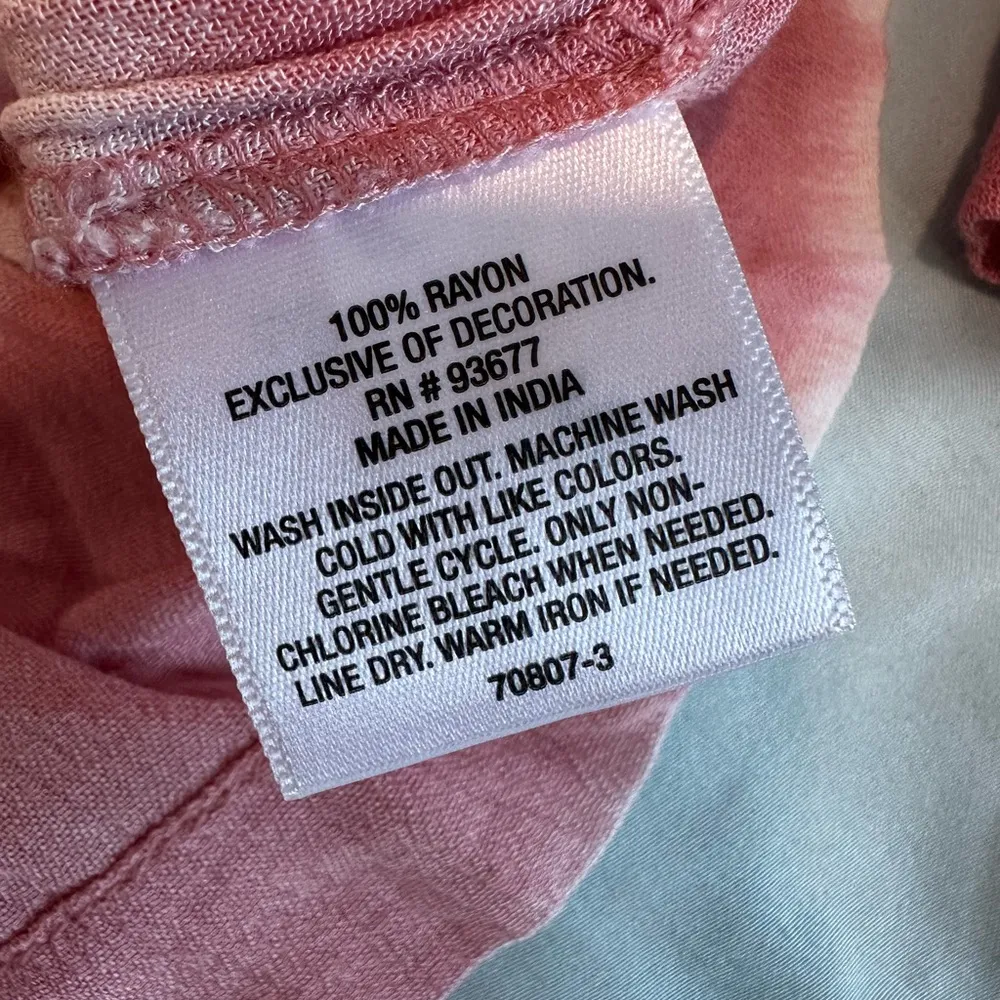 100% RAYON
EXCLUSIVE OF DECORATION.
RN # 93677
MADE IN INDIA
WASH INSIDE OUT. MACHINE WASH
COLD WITH LIKE COLORS.
GENTLE CYCLE. ONLY NON-
CHLORINE BLEACH WHEN NEEDED.
LINE DRY. WARM IRON IF NEEDED.
70807-3